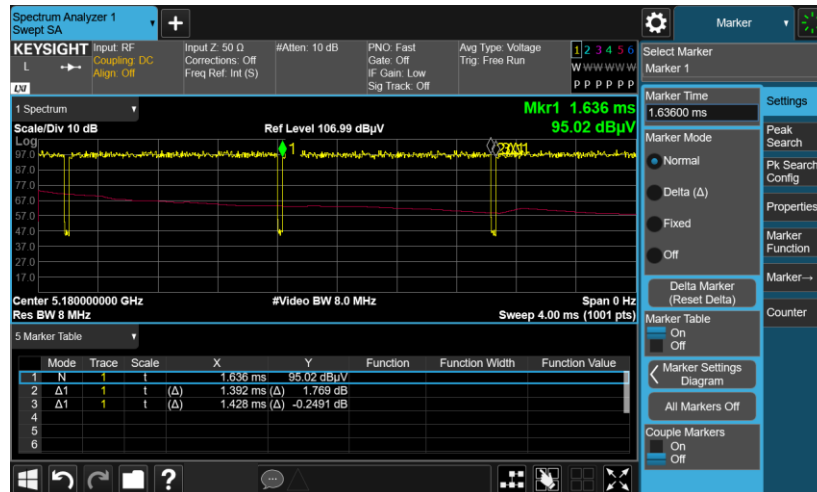 Spectrum Analyzer 1
Swept SA
+
Marker
KEYSIGHT
L
LXI
Input: RF
Coupling: DC
Align: Off
Input Z: 50 Ω
Corrections: Off
Freq Ref: Int (S)
#Atten: 10 dB
PNO: Fast
Gate: Off
IF Gain: Low
Sig Track: Off
Avg Type: Voltage
Trig: Free Run
1 2 3 4 5 6
W W W W W W
P P P P P P
Select Marker
Marker 1
1 Spectrum
Mkr1 1.636 ms
Scale/Div 10 dB
Ref Level 106.99 dBµV
95.02 dBµV
Log
97.0
87.0
77.0
67.0
57.0
47.0
37.0
27.0
17.0
1
Center 5.180000000 GHz
#Video BW 8.0 MHz
Span 0 Hz
Res BW 8 MHz
Sweep 4.00 ms (1001 pts)
5 Marker Table
Mode Trace Scale X Y Function Function Width Function Value
1 N 1 t 1.636 ms 95.02 dBµV
2 Δ1 1 t (Δ) 1.392 ms (Δ) 1.769 dB
3 Δ1 1 t (Δ) 1.428 ms (Δ) -0.2491 dB
4
5
6
?
Marker Time
1.63600 ms
Marker Mode
Normal
Delta (Δ)
Fixed
Off
Delta Marker
(Reset Delta)
Marker Table
On
Off
Marker Settings
Diagram
All Markers Off
Couple Markers
On
Off
Settings
Peak
Search
Pk Search
Config
Properties
Marker
Function
Marker→
Counter